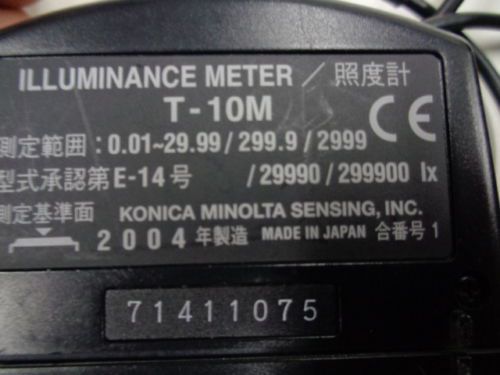 ILLUMINANCE METER / 照度計
T-10M CE
測定範囲 : 0.01~29.99 / 299.9 / 2999
型式承認第E-14号 / 29990 / 299900 lx
測定基準面 KONICA MINOLTA SENSING, INC.
2004年製造 MADE IN JAPAN 合番号 1
71411075